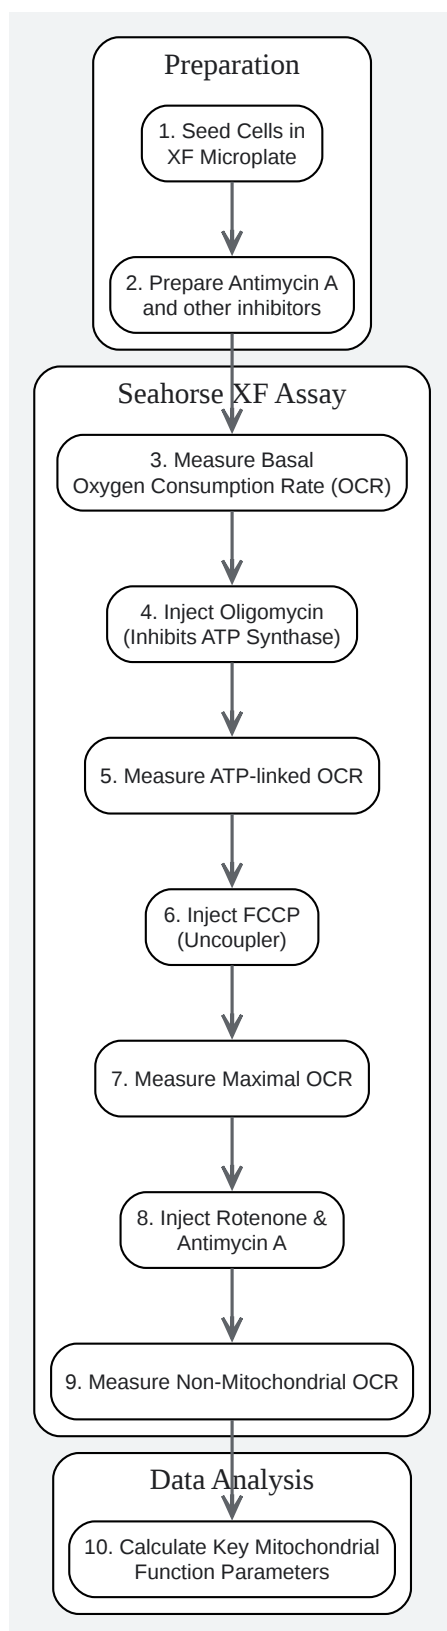 Preparation
1. Seed Cells in
XF Microplate
2. Prepare Antimycin A
and other inhibitors
Seahorse XF Assay
3. Measure Basal
Oxygen Consumption Rate (OCR)
4. Inject Oligomycin
(Inhibits ATP Synthase)
5. Measure ATP-linked OCR
6. Inject FCCP
(Uncoupler)
7. Measure Maximal OCR
8. Inject Rotenone &
Antimycin A
9. Measure Non-Mitochondrial OCR
Data Analysis
10. Calculate Key Mitochondrial
Function Parameters